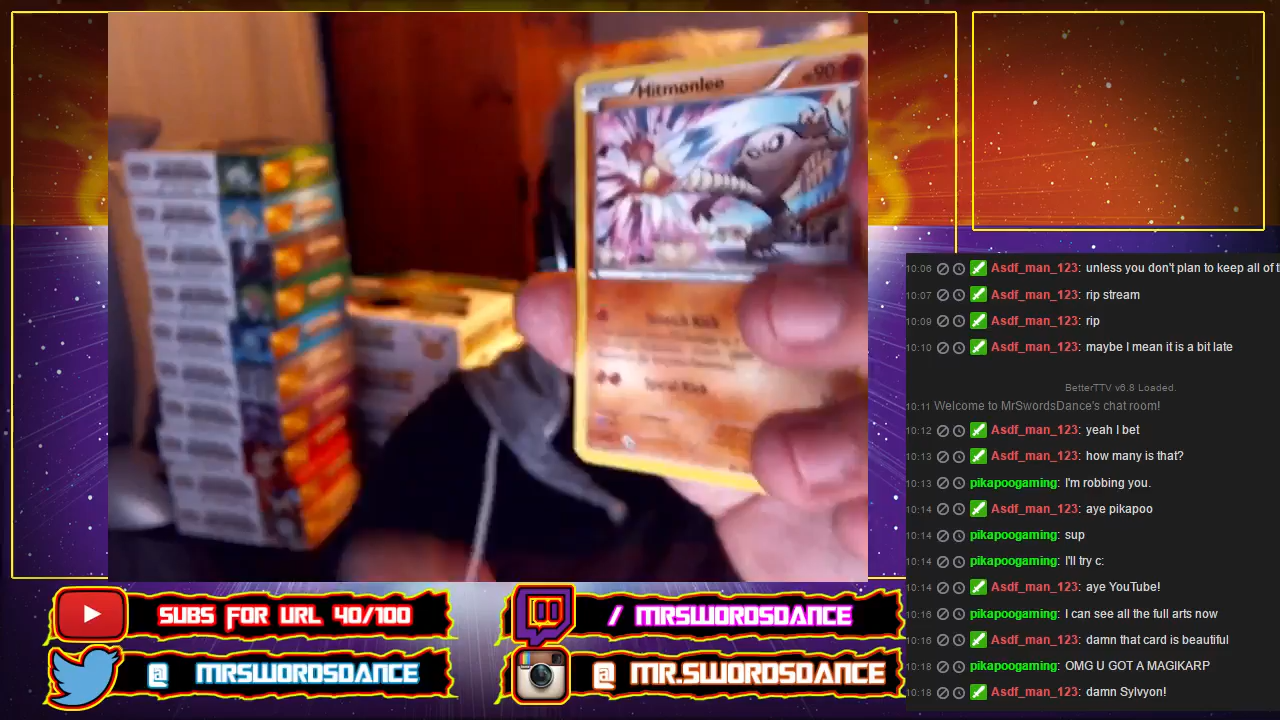 Hitmonlee
90
Stretch Kick
Spiral Kick
10:06 Asdf_man_123: unless you don't plan to keep all of t
10:07 Asdf_man_123: rip stream
10:09 Asdf_man_123: rip
10:10 Asdf_man_123: maybe I mean it is a bit late
BetterTTV v6.8 Loaded.
10:11 Welcome to MrSwordsDance's chat room!
10:12 Asdf_man_123: yeah I bet
10:13 Asdf_man_123: how many is that?
10:13 pikapoogaming: I'm robbing you.
10:14 Asdf_man_123: aye pikapoo
10:14 pikapoogaming: sup
10:14 pikapoogaming: I'll try c:
10:14 Asdf_man_123: aye YouTube!
10:16 pikapoogaming: I can see all the full arts now
10:16 Asdf_man_123: damn that card is beautiful
10:18 pikapoogaming: OMG U GOT A MAGIKARP
10:18 Asdf_man_123: damn Sylvyon!
SUBS FOR URL 40/100
/ MRSWORDSDANCE
@ MRSWORDSDANCE
@ MR.SWORDSDANCE